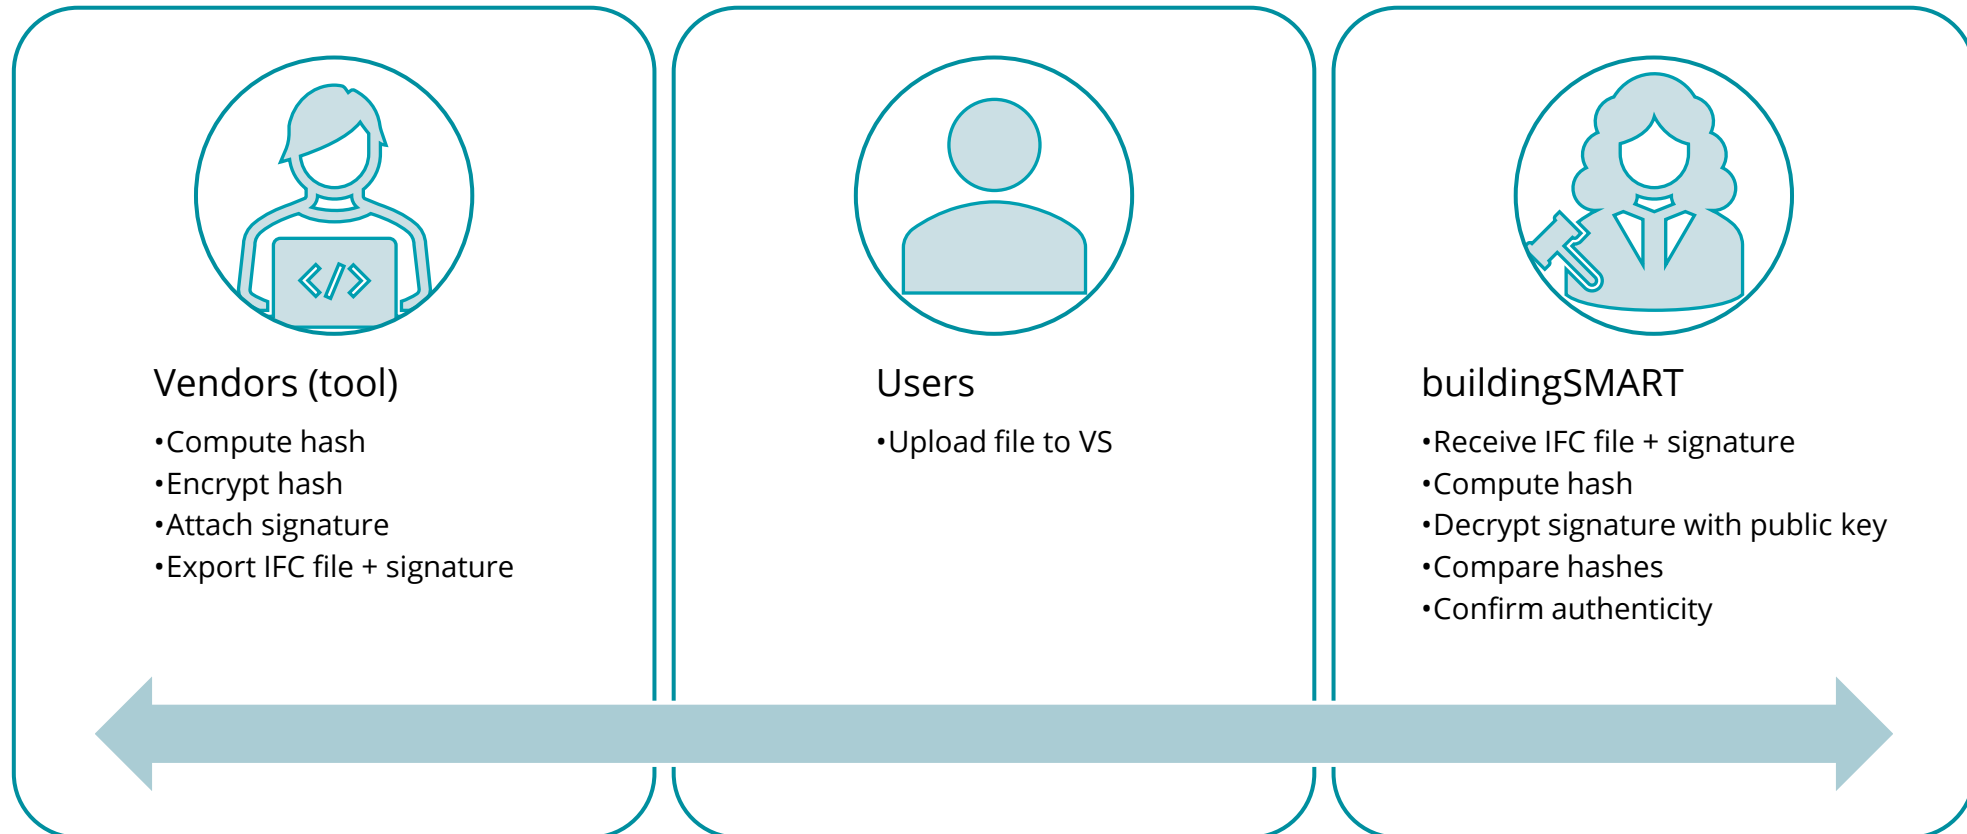 Vendors (tool)
•Compute hash
•Encrypt hash
•Attach signature
•Export IFC file + signature
Users
•Upload file to VS
buildingSMART
•Receive IFC file + signature
•Compute hash
•Decrypt signature with public key
•Compare hashes
•Confirm authenticity